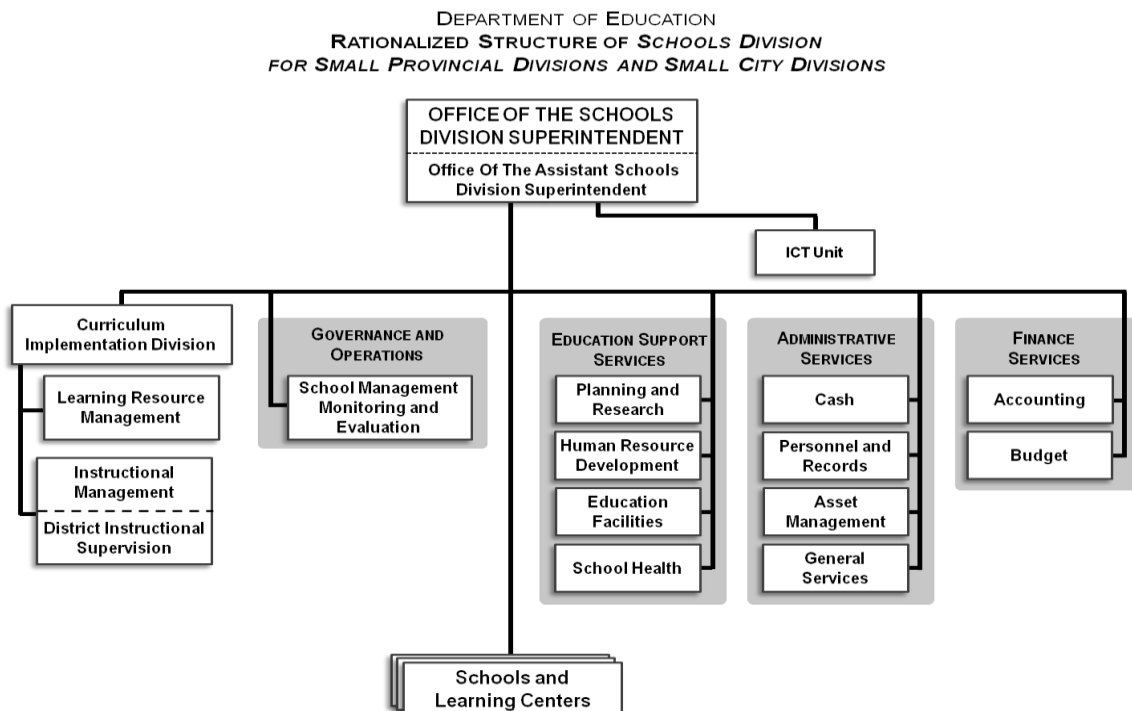 DEPARTMENT OF EDUCATION
RATIONALIZED STRUCTURE OF SCHOOLS DIVISION
FOR SMALL PROVINCIAL DIVISIONS AND SMALL CITY DIVISIONS
OFFICE OF THE SCHOOLS
DIVISION SUPERINTENDENT
Office Of The Assistant Schools
Division Superintendent
ICT Unit
Curriculum
Implementation Division
Learning Resource
Management
Instructional
Management
District Instructional
Supervision
GOVERNANCE AND
OPERATIONS
School Management
Monitoring and
Evaluation
EDUCATION SUPPORT
SERVICES
Planning and
Research
Human Resource
Development
Education
Facilities
School Health
ADMINISTRATIVE
SERVICES
Cash
Personnel and
Records
Asset
Management
General
Services
FINANCE
SERVICES
Accounting
Budget
Schools and
Learning Centers